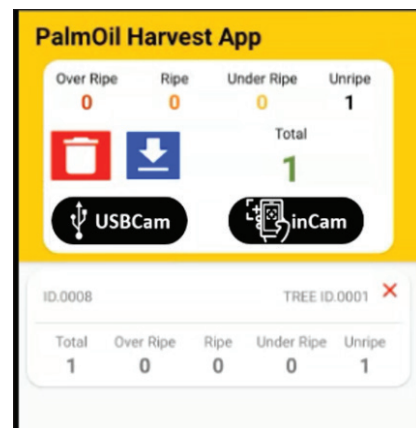 PalmOil Harvest App
Over Ripe Ripe Under Ripe Unripe
0 0 0 1
Total
1
USBCam inCam
ID.0008 TREE ID.0001
Total Over Ripe Ripe Under Ripe Unripe
1 0 0 0 1